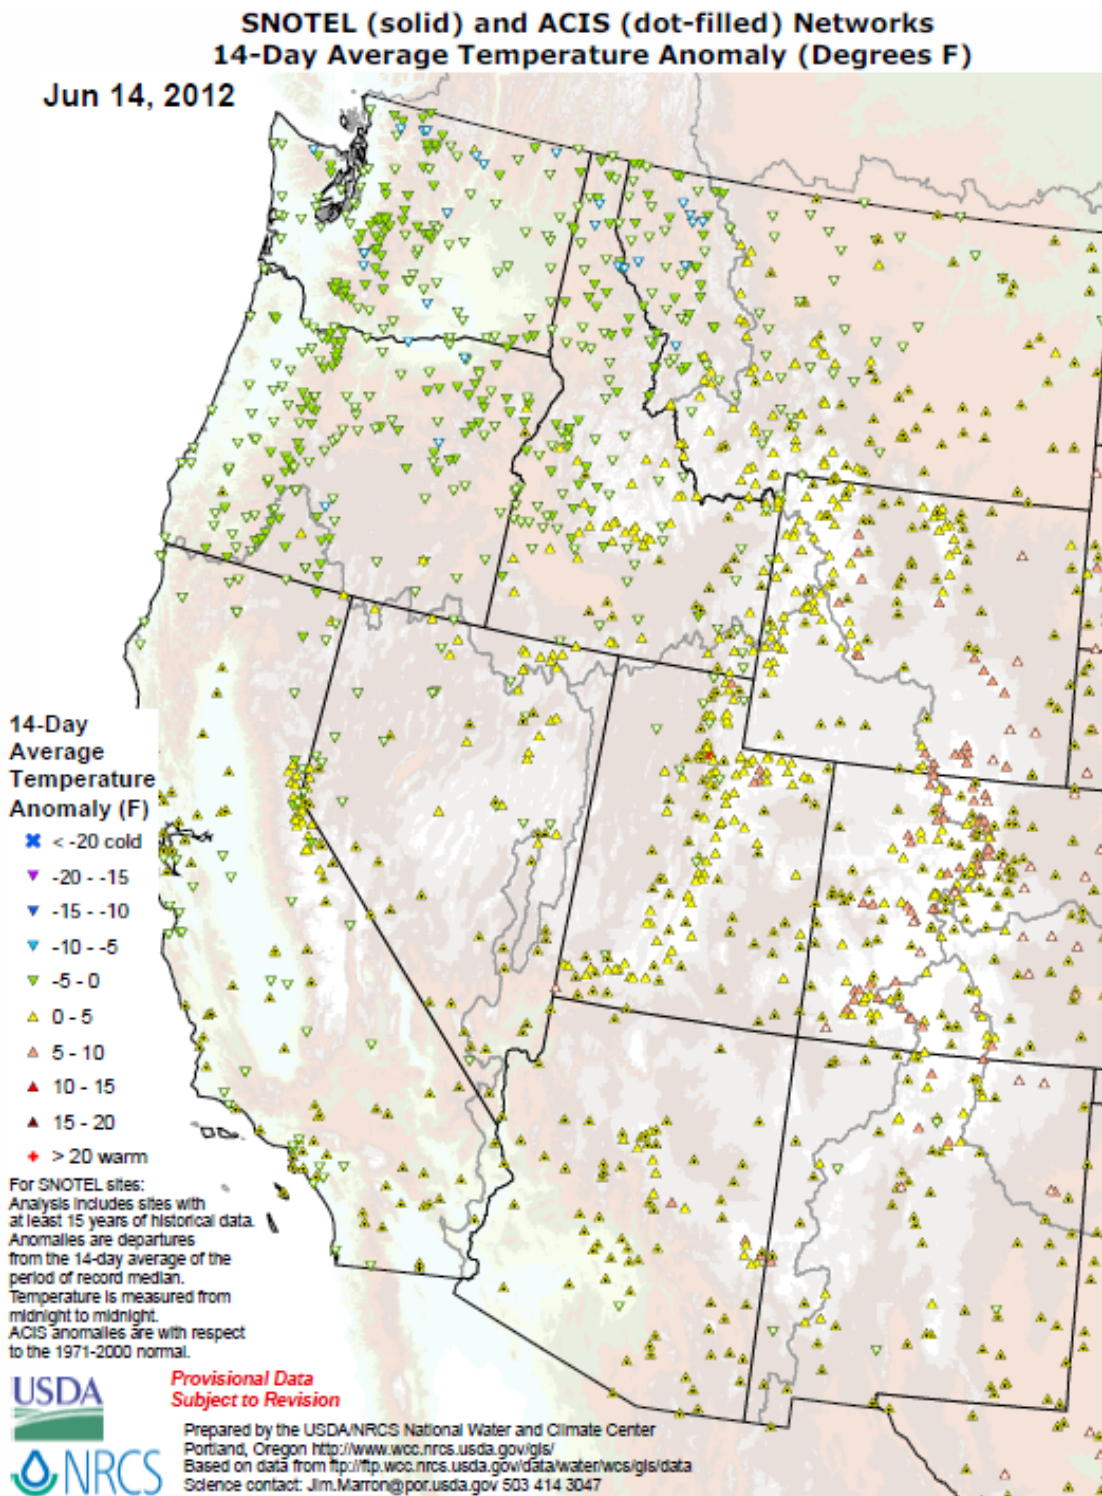 SNOTEL (solid) and ACIS (dot-filled) Networks
14-Day Average Temperature Anomaly (Degrees F)
Jun 14, 2012
14-Day
Average
Temperature
Anomaly (F)
< -20 cold
-20 - -15
-15 - -10
-10 - -5
-5 - 0
0 - 5
5 - 10
10 - 15
15 - 20
> 20 warm
For SNOTEL sites:
Analysis includes sites with
at least 15 years of historical data.
Anomalies are departures
from the 14-day average of the
period of record median.
Temperature is measured from
midnight to midnight.
ACIS anomalies are with respect
to the 1971-2000 normal.
USDA
NRCS
Provisional Data
Subject to Revision
Prepared by the USDA/NRCS National Water and Climate Center
Portland, Oregon http://www.wcc.nrcs.usda.gov/gis/
Based on data from ftp://ftp.wcc.nrcs.usda.gov/data/water/wcs/gis/data
Science contact: Jim.Marron@por.usda.gov 503 414 3047